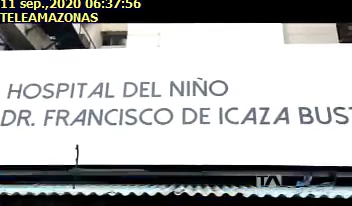 11 sep.,2020 06:37:56
TELEAMAZONAS
HOSPITAL DEL NIÑO
DR. FRANCISCO DE ICAZA BUST